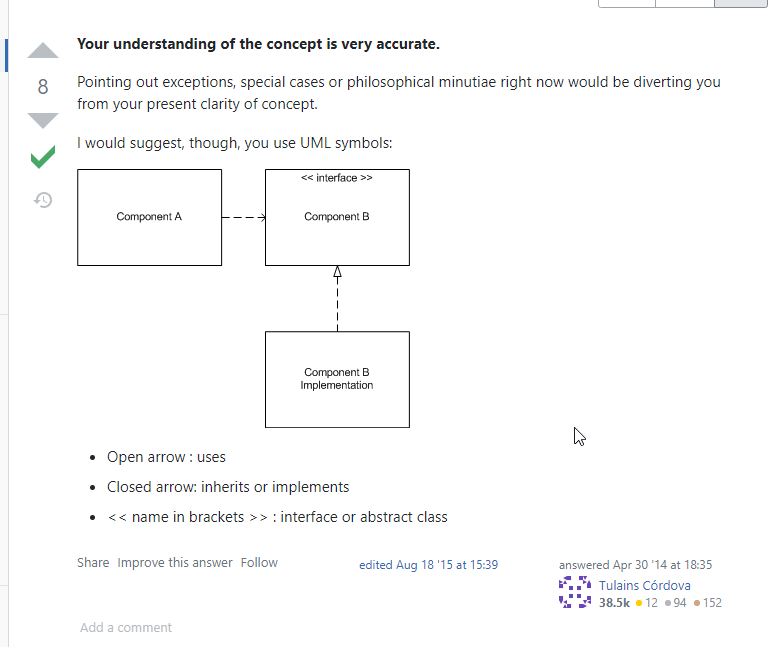 Your understanding of the concept is very accurate.
8
Pointing out exceptions, special cases or philosophical minutiae right now would be diverting you
from your present clarity of concept.
I would suggest, though, you use UML symbols:
<< interface >>
Component A
Component B
Component B
Implementation
• Open arrow : uses
• Closed arrow: inherits or implements
• << name in brackets >> : interface or abstract class
Share Improve this answer Follow
edited Aug 18 '15 at 15:39
answered Apr 30 '14 at 18:35
Tulains Córdova
38.5k ● 12 ● 94 ● 152
Add a comment